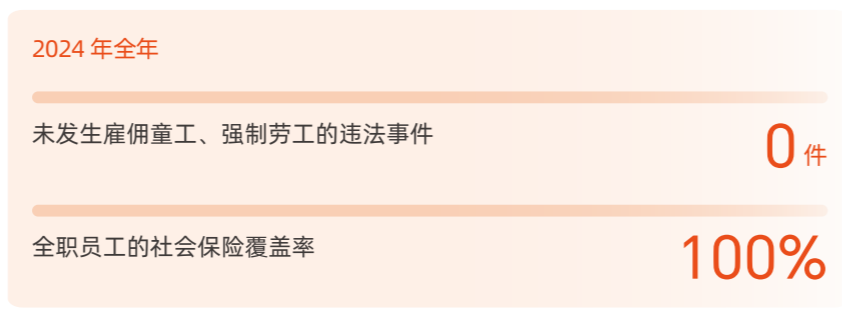 2024 年全年
未发生雇佣童工、强制劳工的违法事件
0 件
全职员工的社会保险覆盖率
100%